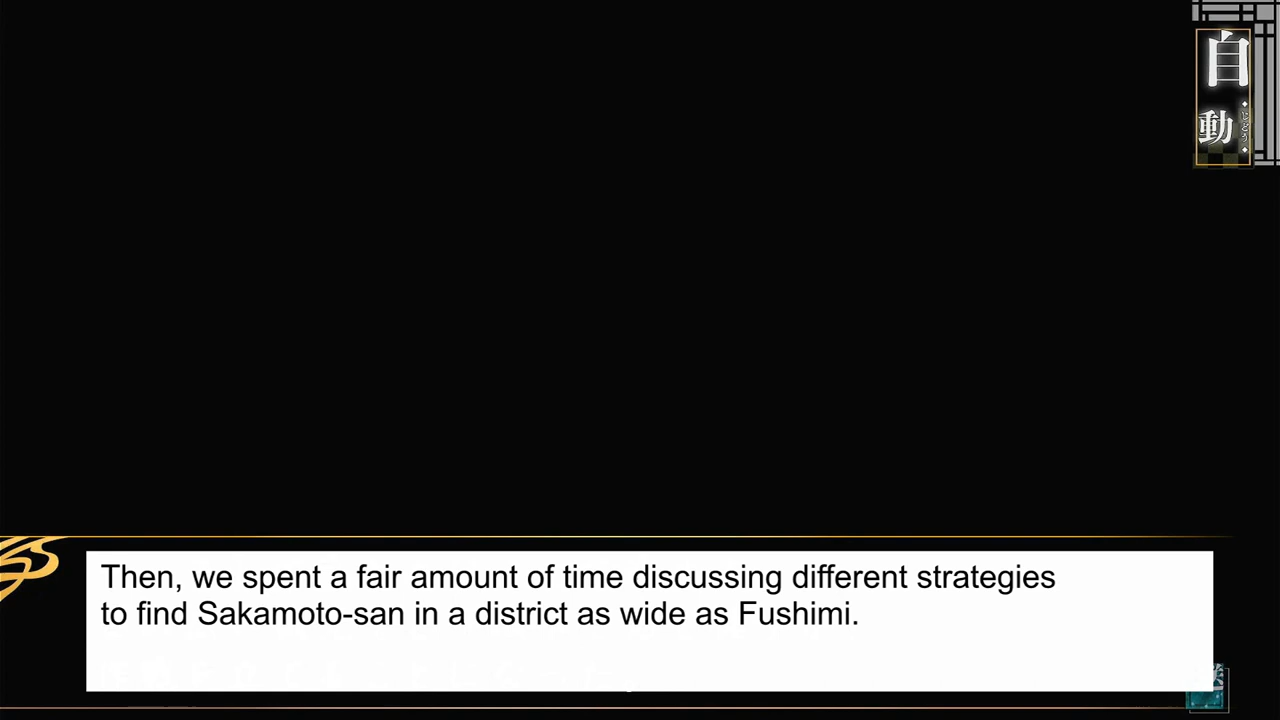 自動
Then, we spent a fair amount of time discussing different strategies
to find Sakamoto-san in a district as wide as Fushimi.